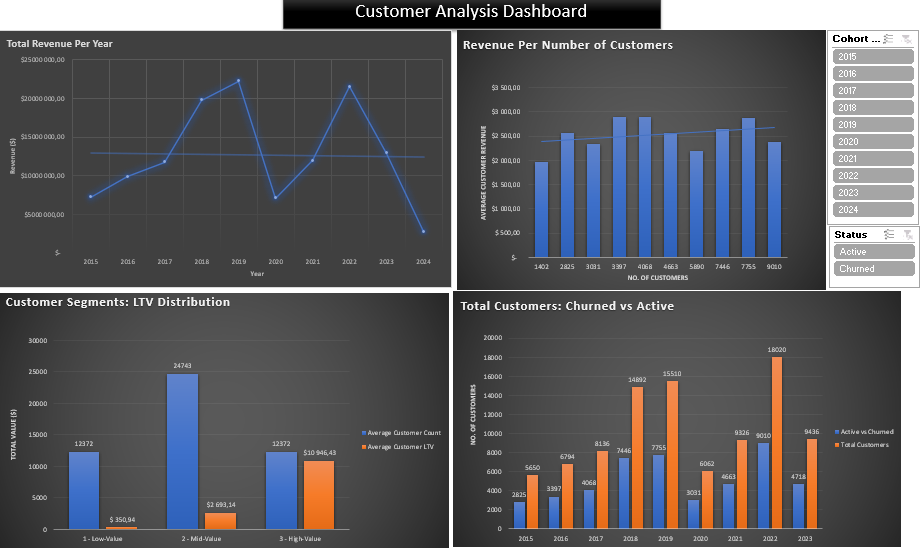 Customer Analysis Dashboard
Total Revenue Per Year
$25000 000,00
$20000 000,00
$15000 000,00
$10000 000,00
$5000 000,00
$-
Revenue ($)
2015 2016 2017 2018 2019 2020 2021 2022 2023 2024
Year
Revenue Per Number of Customers
$3 500,00
$3 000,00
$2 500,00
$2 000,00
$1 500,00
$1 000,00
$ 500,00
$-
AVERAGE CUSTOMER REVENUE
1402 2825 3031 3397 4068 4663 5890 7446 7755 9010
NO. OF CUSTOMERS
Cohort ...
2015
2016
2017
2018
2019
2020
2021
2022
2023
2024
Status
Active
Churned
Customer Segments: LTV Distribution
30000
25000
20000
15000
10000
5000
0
TOTAL VALUE ($)
12372
$ 350,94
24743
$2 693,14
12372
$10 946,43
1 - Low-Value 2 - Mid-Value 3 - High-Value
Average Customer Count
Average Customer LTV
Total Customers: Churned vs Active
20000
18000
16000
14000
12000
10000
8000
6000
4000
2000
0
NO. OF CUSTOMERS
2825 5650
3397 6794
4068 8136
7446 14892
7755 15510
3031 6062
4663 9326
9010 18020
4718 9436
2015 2016 2017 2018 2019 2020 2021 2022 2023
Active vs Churned
Total Customers